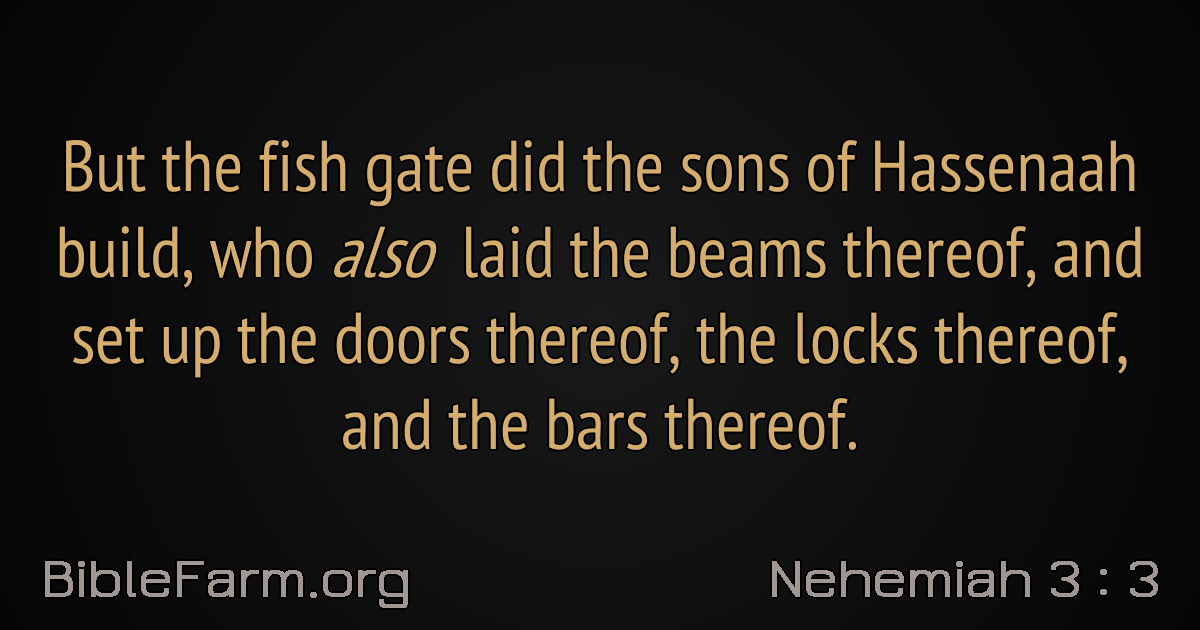 But the fish gate did the sons of Hassenaah
build, who also laid the beams thereof, and
set up the doors thereof, the locks thereof,
and the bars thereof.
BibleFarm.org
Nehemiah 3 : 3